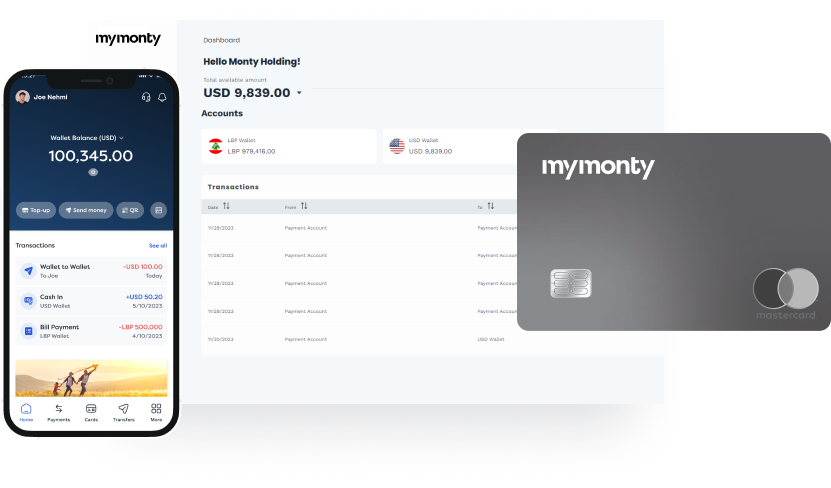 mymonty
Dashboard
Hello Monty Holding!
Total available amount
USD 9,839.00
Accounts
LBP Wallet
LBP 979,416.00
USD Wallet
USD 9,839.00
Transactions
Date From To
11/28/2023 Payment Account Payment Accoun
11/28/2023 Payment Account Payment Accoun
11/28/2023 Payment Account Payment Accoun
11/28/2023 Payment Account Payment Accoun
11/20/2023 Payment Account USD Wallet
Joe Nehmi
Wallet Balance (USD)
100,345.00
Top-up Send money QR
Transactions See all
Wallet to Wallet -USD 100.00
To Joe Today
Cash In +USD 50,20
USD Wallet 5/10/2023
Bill Payment -LBP 500,000
LBP Wallet 4/10/2023
Home Payments Cards Transfers More
mymonty
mastercard